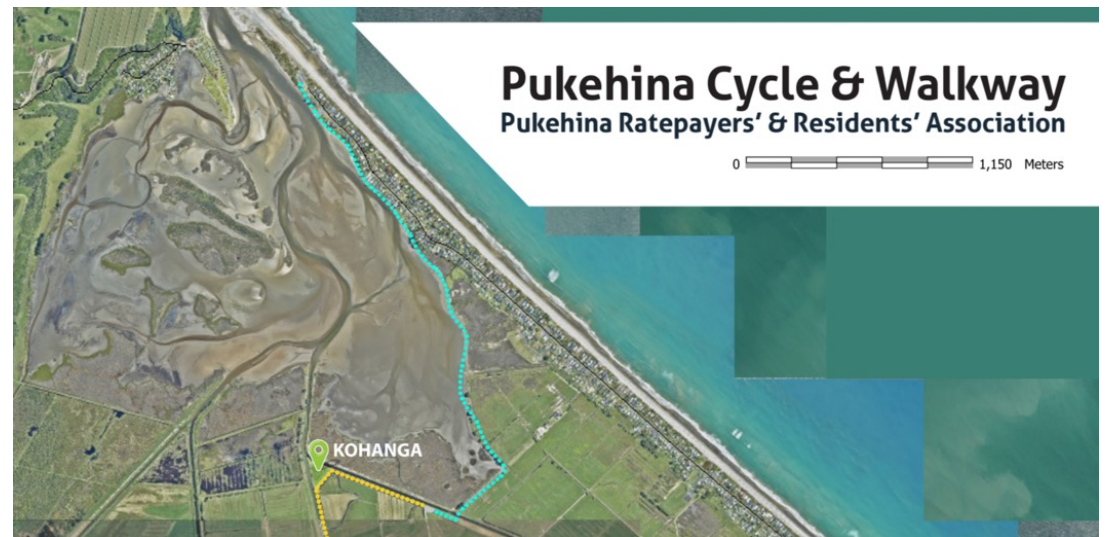 Pukehina Cycle & Walkway
Pukehina Ratepayers' & Residents' Association
0 1,150 Meters
KOHANGA